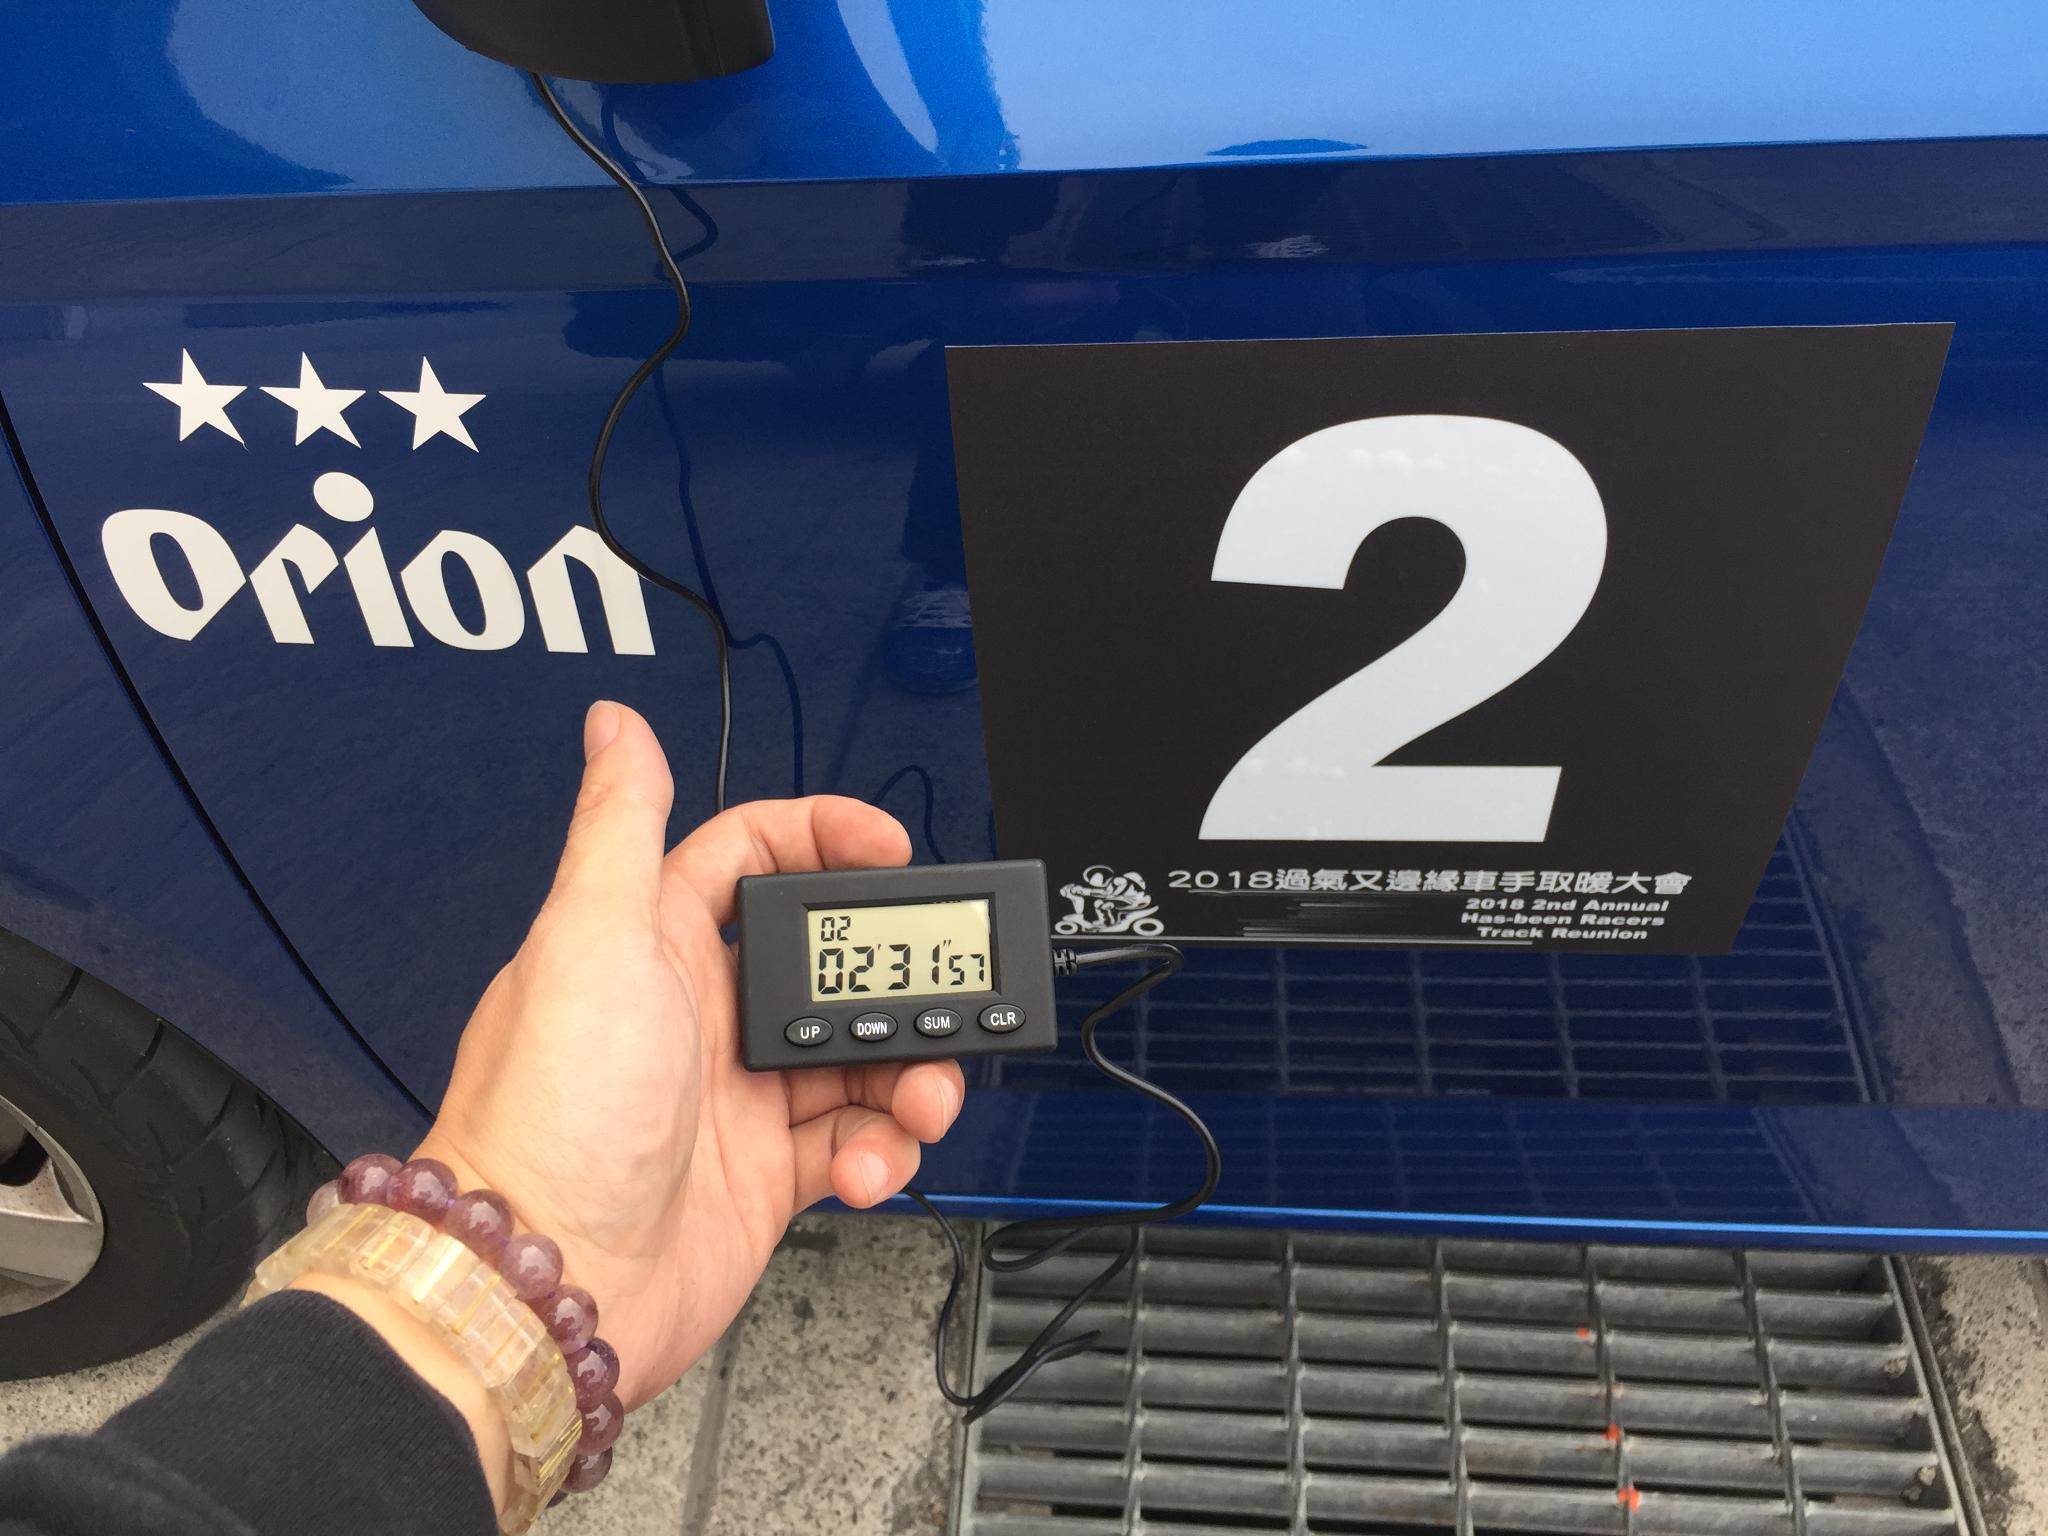 ★★★
orion
2
2018過氣又邊緣車手取暖大會
2018 2nd Annual
Has-been Racers
Track Reunion
02
02'31"57
UP DOWN SUM CLR